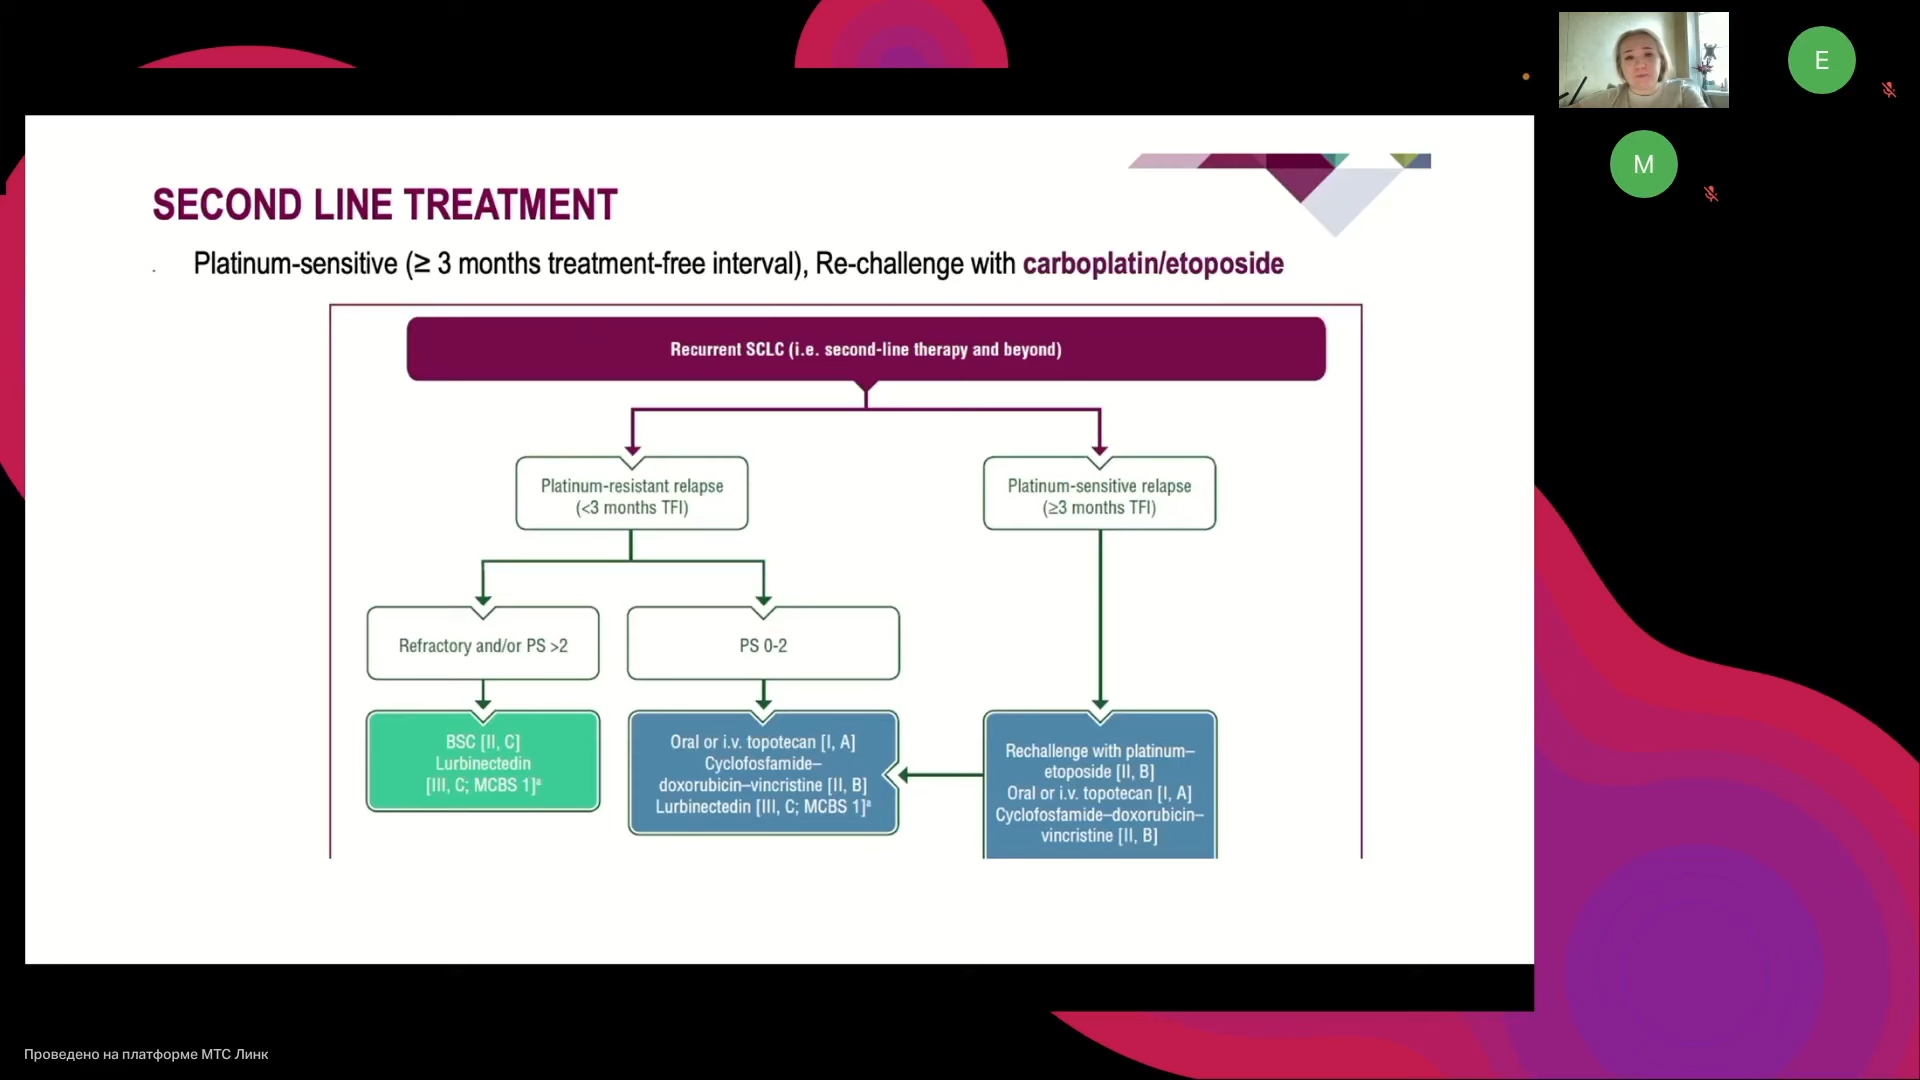 E
M
SECOND LINE TREATMENT
Platinum-sensitive (≥ 3 months treatment-free interval), Re-challenge with carboplatin/etoposide
Recurrent SCLC (i.e. second-line therapy and beyond)
Platinum-resistant relapse
(<3 months TFI)
Platinum-sensitive relapse
(≥3 months TFI)
Refractory and/or PS >2
PS 0-2
BSC [II, C]
Lurbinectedin
[III, C; MCBS 1]ª
Oral or i.v. topotecan [I, A]
Cyclofosfamide–
doxorubicin–vincristine [II, B]
Lurbinectedin [III, C; MCBS 1]ª
Rechallenge with platinum–
etoposide [II, B]
Oral or i.v. topotecan [I, A]
Cyclofosfamide–doxorubicin–
vincristine [II, B]
Проведено на платформе МТС Линк